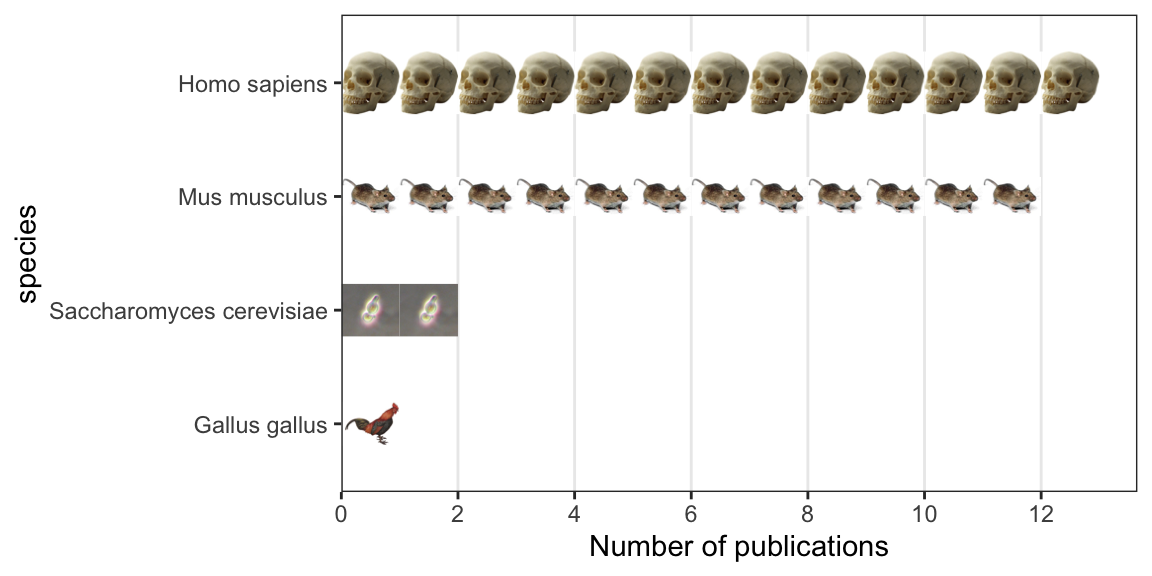 Homo sapiens
Mus musculus
Saccharomyces cerevisiae
Gallus gallus
species
0 2 4 6 8 10 12
Number of publications